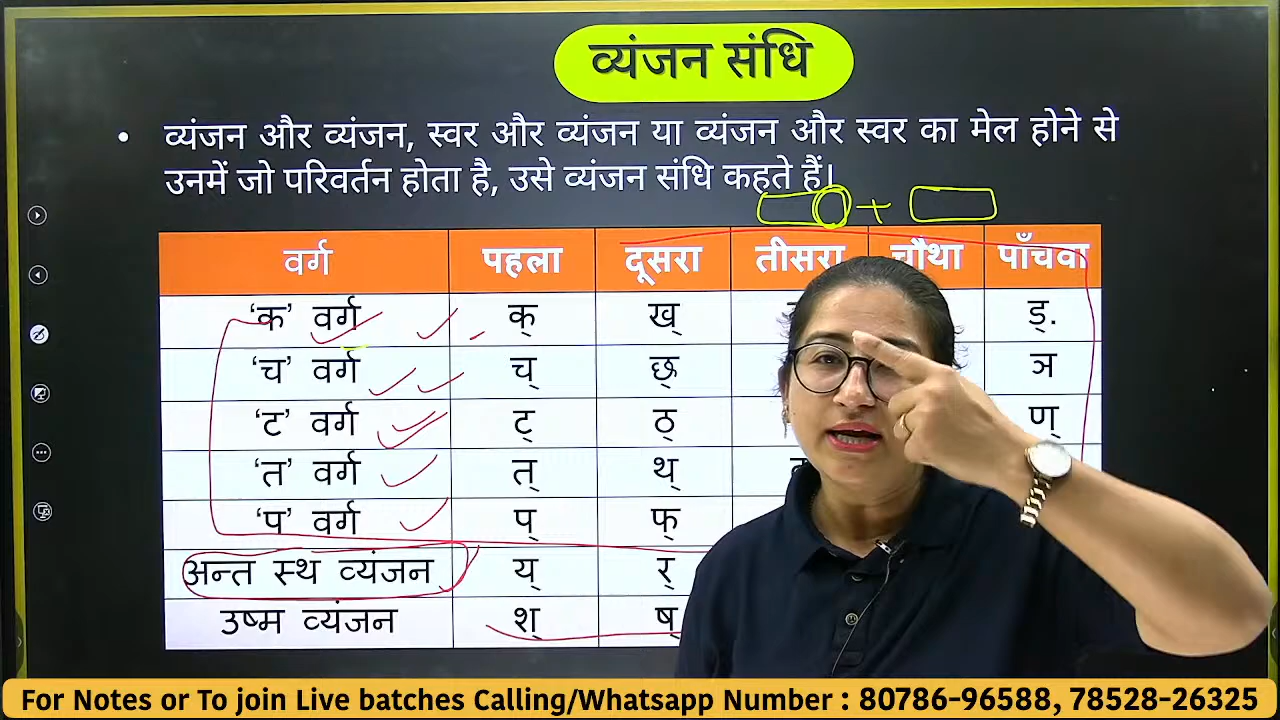 व्यंजन संधि
• व्यंजन और व्यंजन, स्वर और व्यंजन या व्यंजन और स्वर का मेल होने से
उनमें जो परिवर्तन होता है, उसे व्यंजन संधि कहते हैं।
+
वर्ग पहला दूसरा तीसरा चौथा पाँचवा
‘क’ वर्ग क् ख् ड्.
‘च’ वर्ग च् छ् ञ
‘ट’ वर्ग ट् ठ् ण्
‘त’ वर्ग त् थ्
‘प’ वर्ग प् फ्
अन्त स्थ व्यंजन य् र्
उष्म व्यंजन श् ष्
For Notes or To join Live batches Calling/Whatsapp Number : 80786-96588, 78528-26325